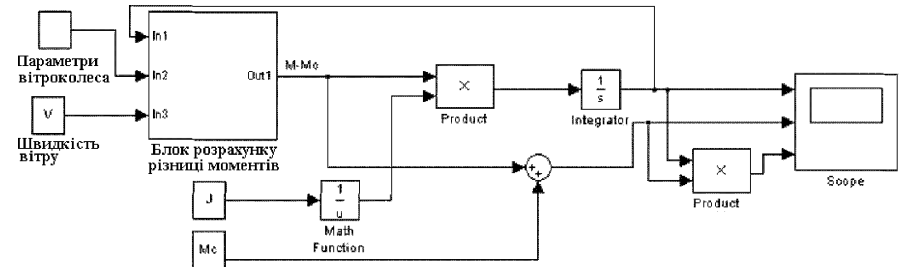 In1
Параметри
вітроколеса
In2
Out1
M-Mc
×
1
s
V
In3
Product
Integrator
Швидкість
вітру
Блок розрахунку
різниці моментів
+
+
×
Scope
J
1
u
Product
Math
Function
Mc